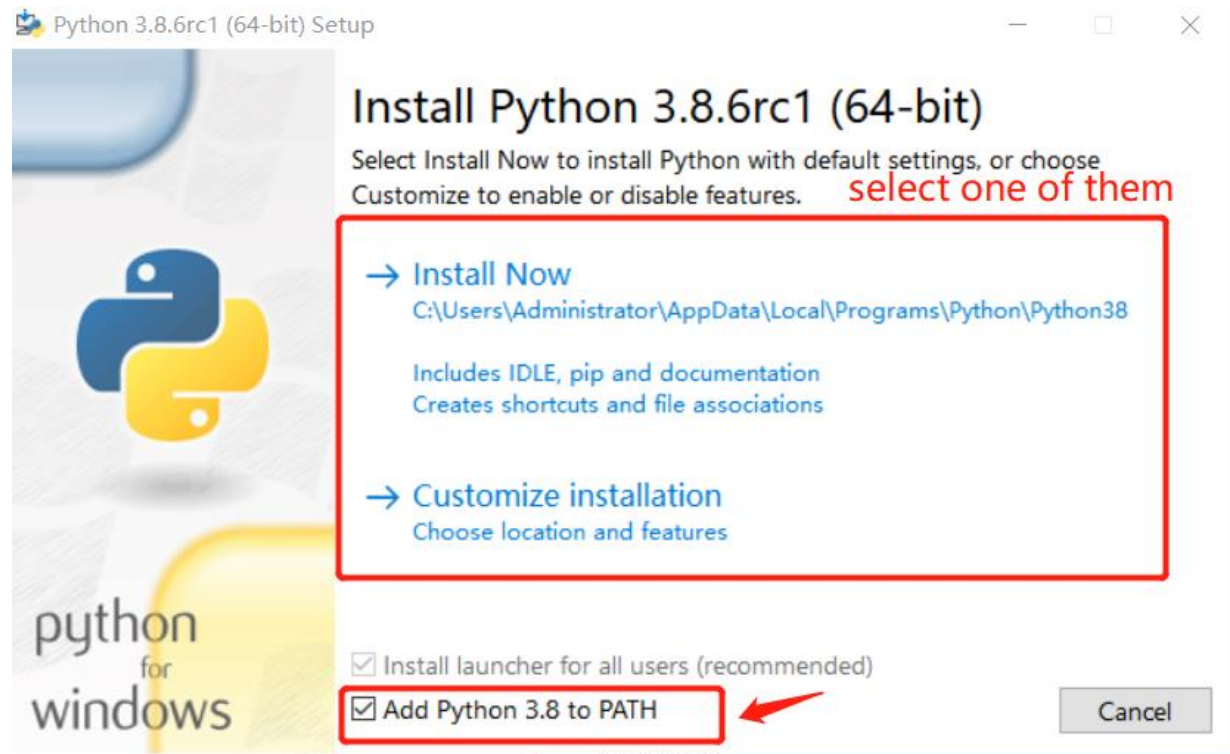 Python 3.8.6rc1 (64-bit) Setup
Install Python 3.8.6rc1 (64-bit)
Select Install Now to install Python with default settings, or choose
Customize to enable or disable features.
select one of them
→ Install Now
C:\Users\Administrator\AppData\Local\Programs\Python\Python38
Includes IDLE, pip and documentation
Creates shortcuts and file associations
→ Customize installation
Choose location and features
python
for
windows
Install launcher for all users (recommended)
Add Python 3.8 to PATH
Cancel